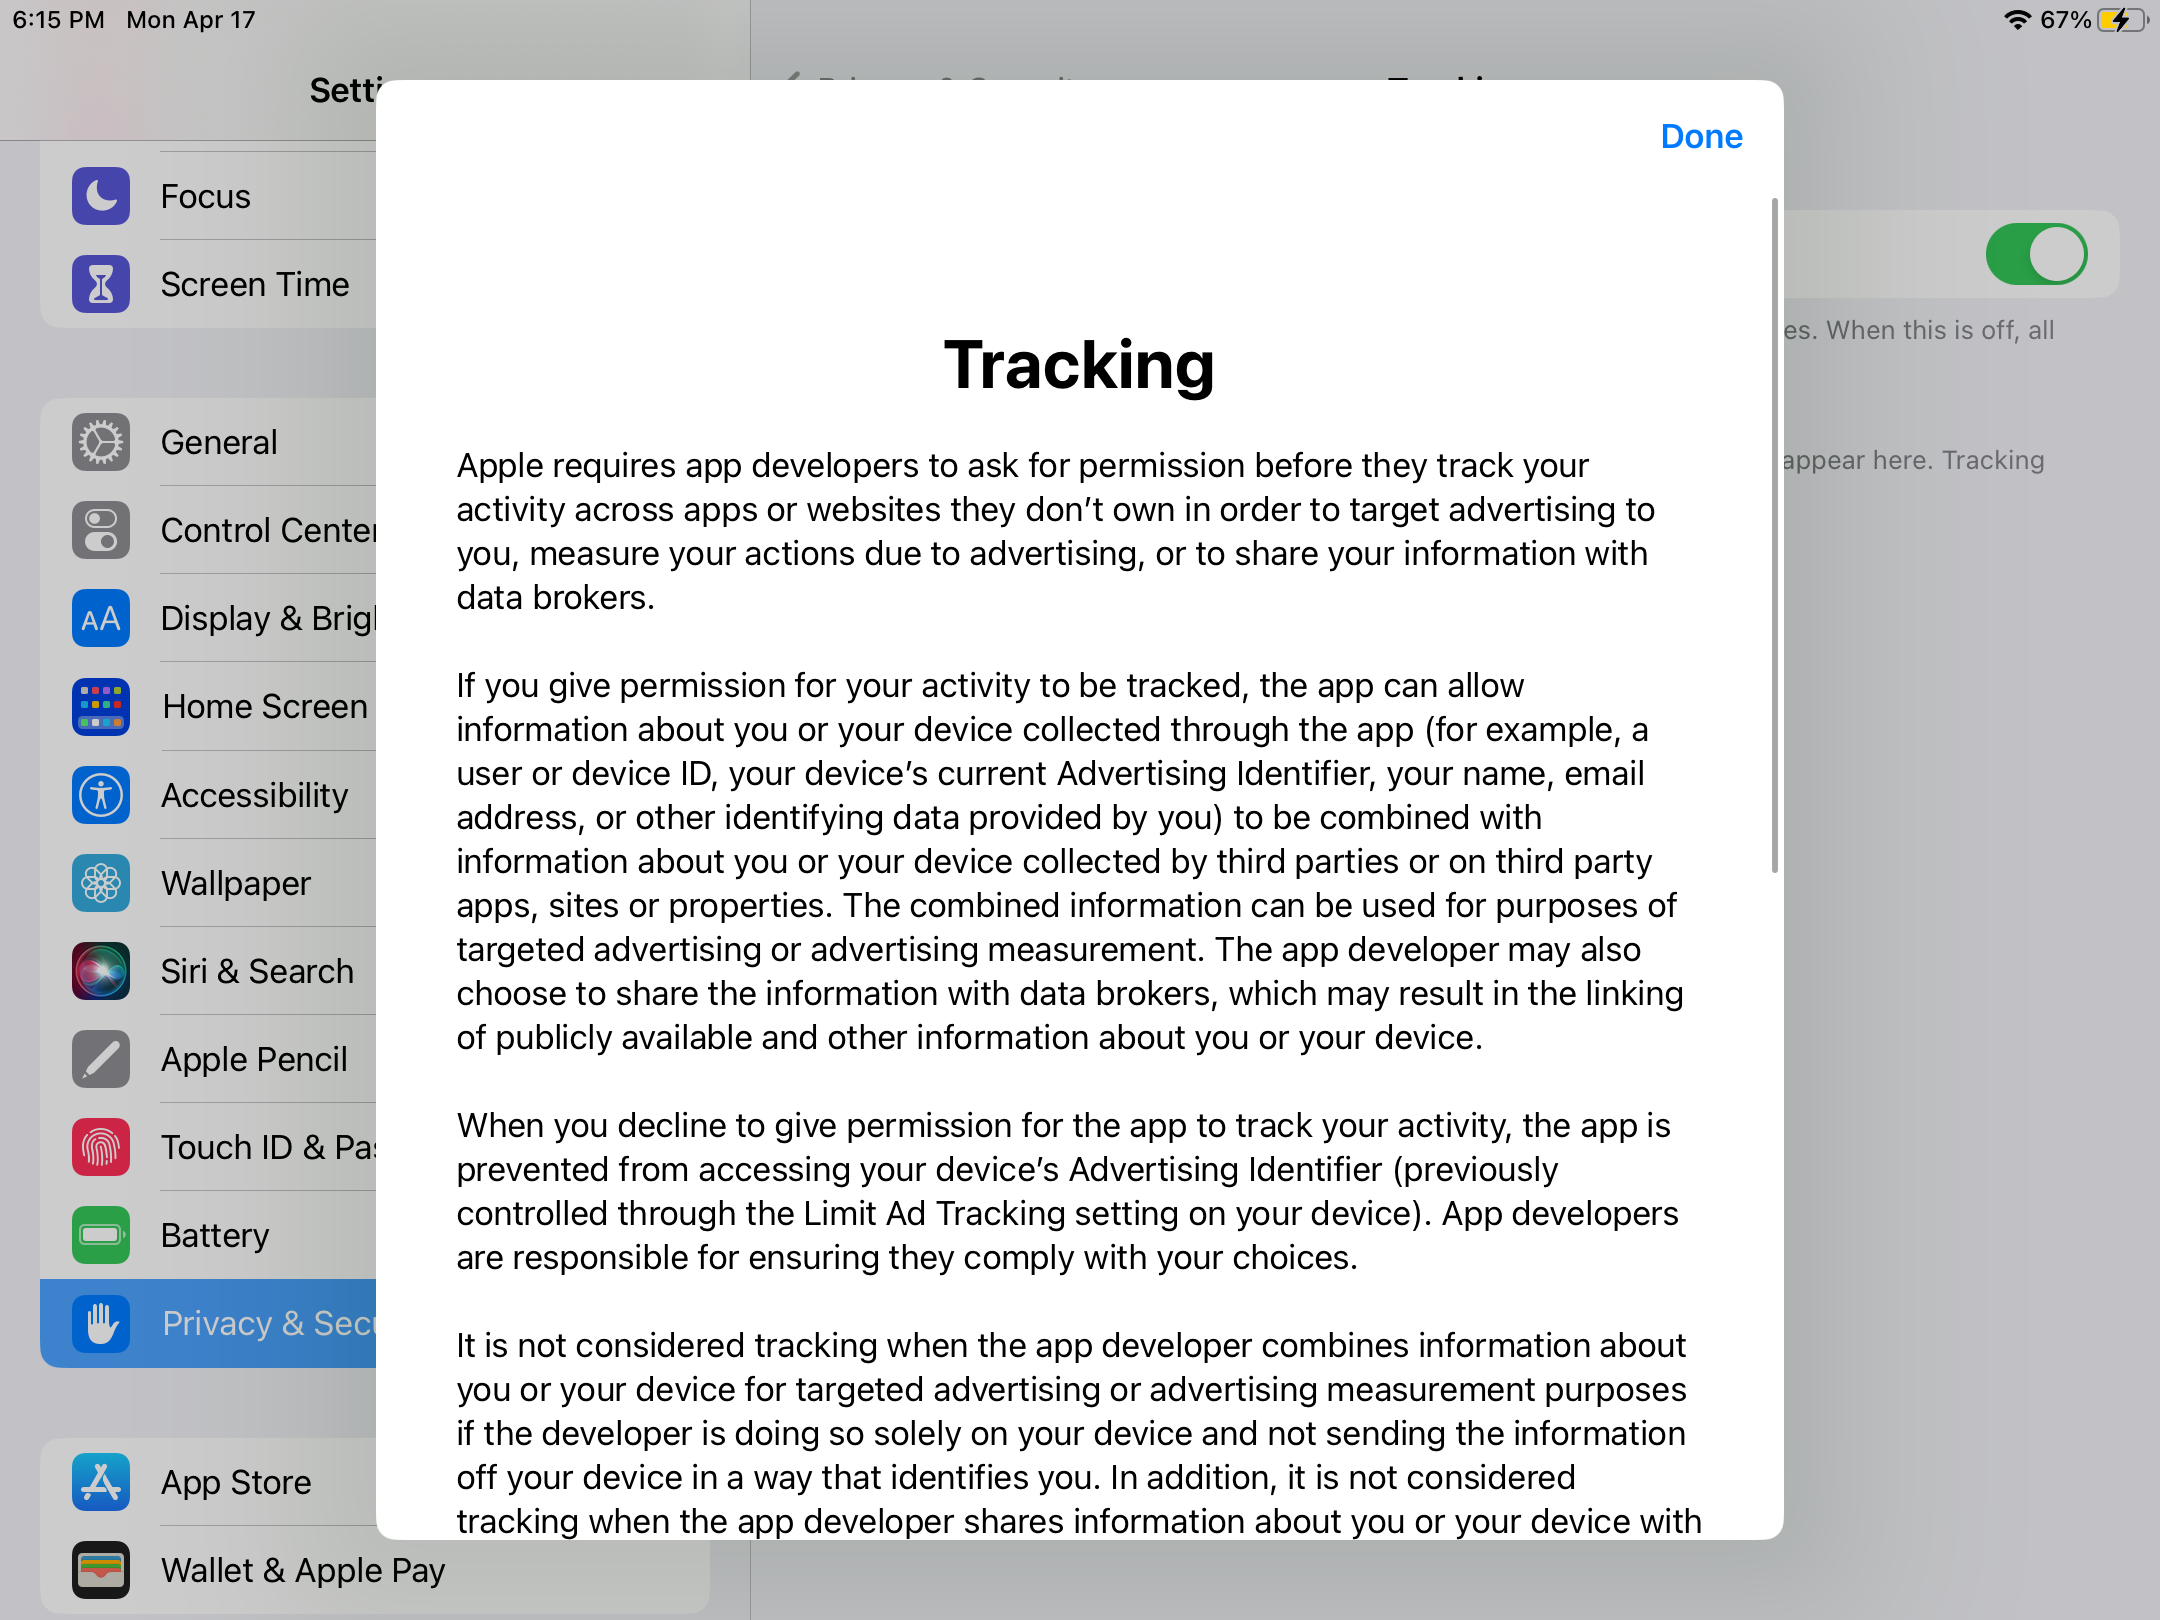 6:15 PM Mon Apr 17
67%
Done
Focus
Screen Time
es. When this is off, all
Tracking
General
appear here. Tracking
Apple requires app developers to ask for permission before they track your
activity across apps or websites they don’t own in order to target advertising to
you, measure your actions due to advertising, or to share your information with
data brokers.
Control Center
Display &
Home Screen
Accessibility
Wallpaper
Siri & Search
Apple Pencil
Touch ID &
Battery
Privacy &
App Store
Wallet & Apple Pay
If you give permission for your activity to be tracked, the app can allow
information about you or your device collected through the app (for example, a
user or device ID, your device’s current Advertising Identifier, your name, email
address, or other identifying data provided by you) to be combined with
information about you or your device collected by third parties or on third party
apps, sites or properties. The combined information can be used for purposes of
targeted advertising or advertising measurement. The app developer may also
choose to share the information with data brokers, which may result in the linking
of publicly available and other information about you or your device.
When you decline to give permission for the app to track your activity, the app is
prevented from accessing your device’s Advertising Identifier (previously
controlled through the Limit Ad Tracking setting on your device). App developers
are responsible for ensuring they comply with your choices.
It is not considered tracking when the app developer combines information about
you or your device for targeted advertising or advertising measurement purposes
if the developer is doing so solely on your device and not sending the information
off your device in a way that identifies you. In addition, it is not considered
tracking when the app developer shares information about you or your device with